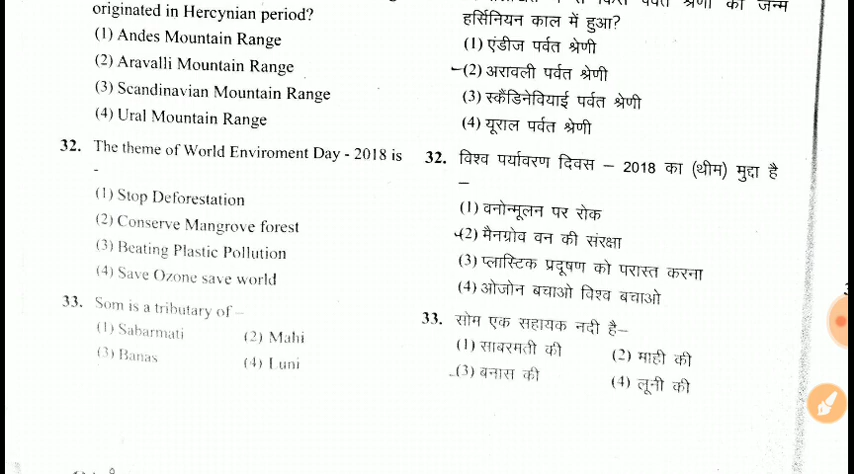 originated in Hercynian period?
(1) Andes Mountain Range
(2) Aravalli Mountain Range
(3) Scandinavian Mountain Range
(4) Ural Mountain Range
32. The theme of World Enviroment Day - 2018 is
-
(1) Stop Deforestation
(2) Conserve Mangrove forest
(3) Beating Plastic Pollution
(4) Save Ozone save world
33. Som is a tributary of –
(1) Sabarmati (2) Mahi
(3) Banas (4) Luni
श्रेणी का जन्म
हर्सिनियन काल में हुआ?
(1) एंडीज पर्वत श्रेणी
(2) अरावली पर्वत श्रेणी
(3) स्कैंडिनेवियाई पर्वत श्रेणी
(4) यूराल पर्वत श्रेणी
32. विश्व पर्यावरण दिवस – 2018 का (थीम) मुद्दा है
–
(1) वनोन्मूलन पर रोक
(2) मैनग्रोव वन की संरक्षा
(3) प्लास्टिक प्रदूषण को परास्त करना
(4) ओजोन बचाओ विश्व बचाओ
33. सोम एक सहायक नदी है–
(1) साबरमती की (2) माही की
(3) बनास की (4) लूनी की